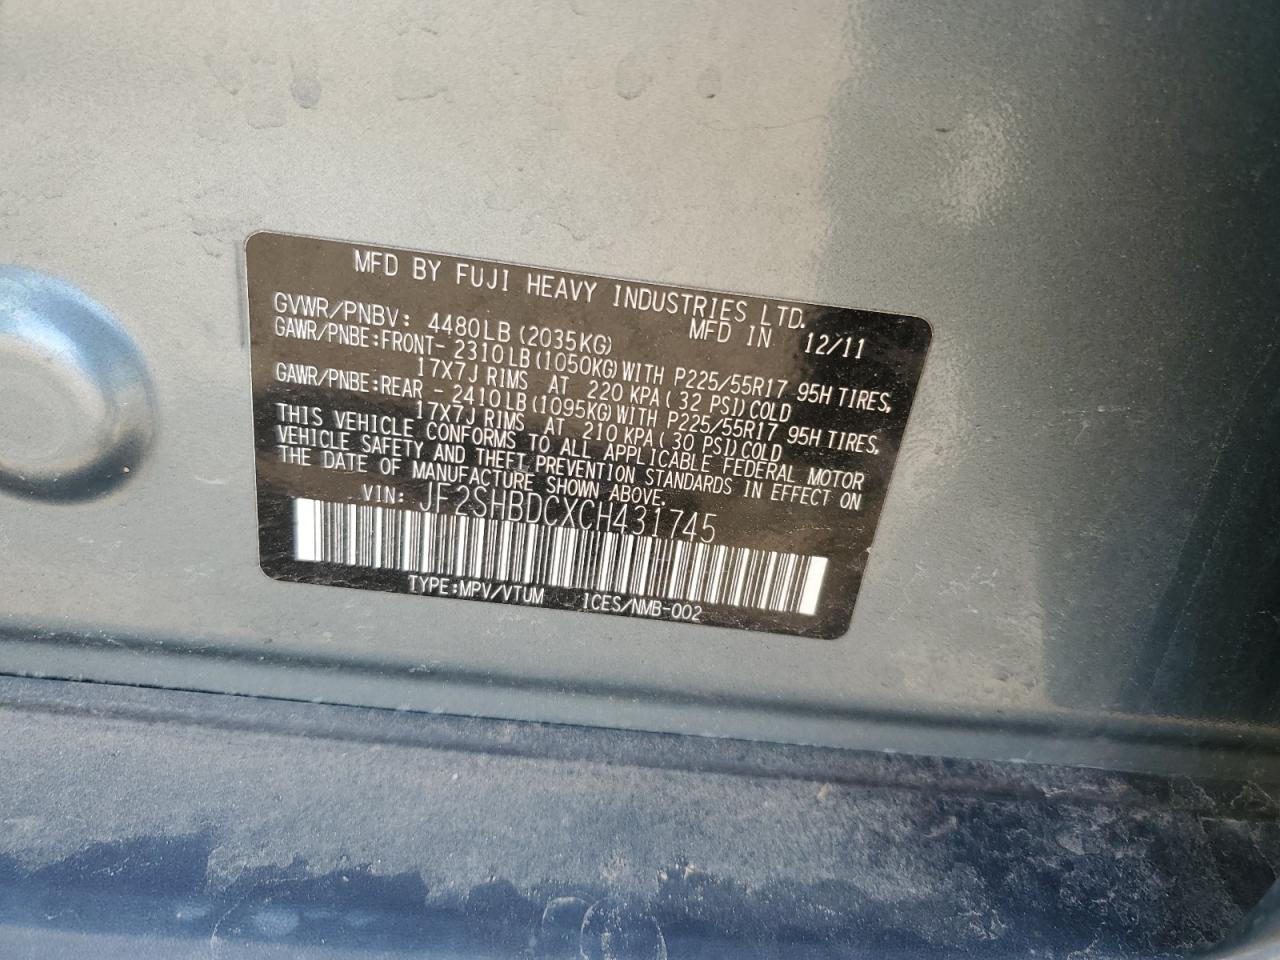 MFD BY FUJI HEAVY INDUSTRIES LTD.
MFD IN 12/11
GVWR/PNBV: 4480LB (2035KG)
GAWR/PNBE:FRONT- 2310LB (1050KG) WITH P225/55R17 95H TIRES,
17X7J RIMS AT 220 KPA (32 PSI) COLD
GAWR/PNBE:REAR - 2410LB (1095KG) WITH P225/55R17 95H TIRES,
17X7J RIMS AT 210 KPA (30 PSI) COLD
THIS VEHICLE CONFORMS TO ALL APPLICABLE FEDERAL MOTOR
VEHICLE SAFETY AND THEFT PREVENTION STANDARDS IN EFFECT ON
THE DATE OF MANUFACTURE SHOWN ABOVE.
VIN: JF2SHBDCXCH431745
TYPE:MPV/VTUM ICES/NMB-002